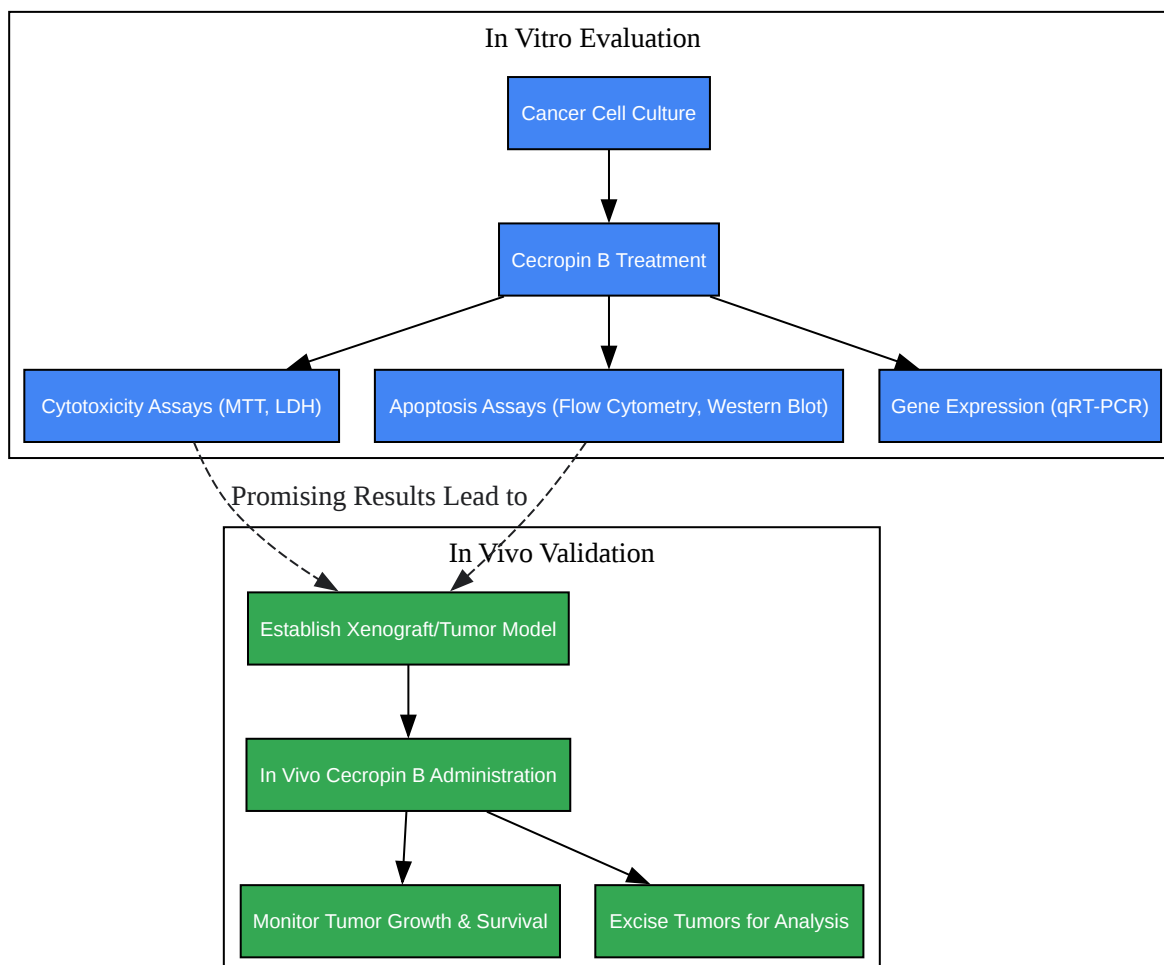 In Vitro Evaluation
Cancer Cell Culture
Cecropin B Treatment
Cytotoxicity Assays (MTT, LDH)
Apoptosis Assays (Flow Cytometry, Western Blot)
Gene Expression (qRT-PCR)
Promising Results Lead to
In Vivo Validation
Establish Xenograft/Tumor Model
In Vivo Cecropin B Administration
Monitor Tumor Growth & Survival
Excise Tumors for Analysis